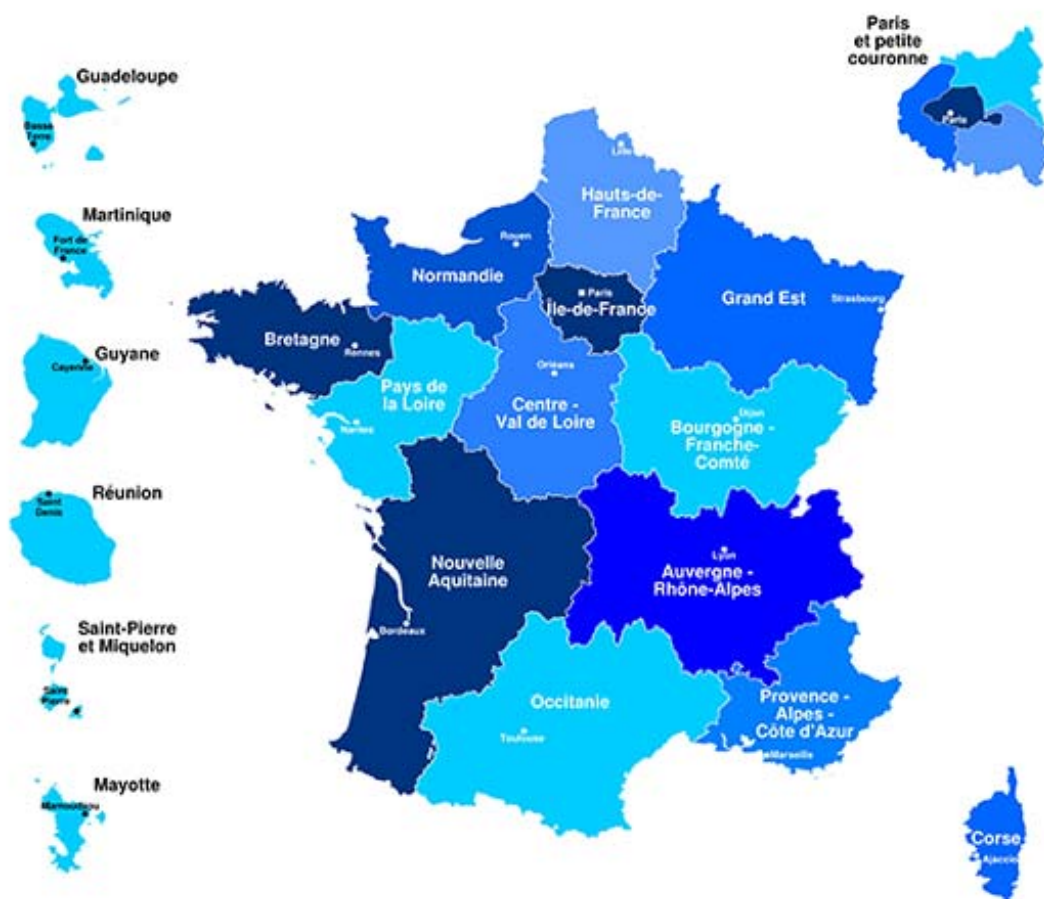 Guadeloupe
Basse
Terre
Martinique
Fort de
France
Guyane
Cayenne
Réunion
Saint
Denis
Saint-Pierre
et Miquelon
Saint
Pierre
Mayotte
Mamoudzou
Paris
et petite
couronne
Paris
Lille
Hauts-de-
France
Rouen
Normandie
Paris
Île-de-France
Grand Est
Strasbourg
Bretagne
Rennes
Pays de
la Loire
Nantes
Orléans
Centre -
Val de Loire
Dijon
Bourgogne -
Franche-
Comté
Nouvelle
Aquitaine
Bordeaux
Lyon
Auvergne -
Rhône-Alpes
Occitanie
Toulouse
Provence -
Alpes -
Côte d'Azur
Marseille
Corse
Ajaccio